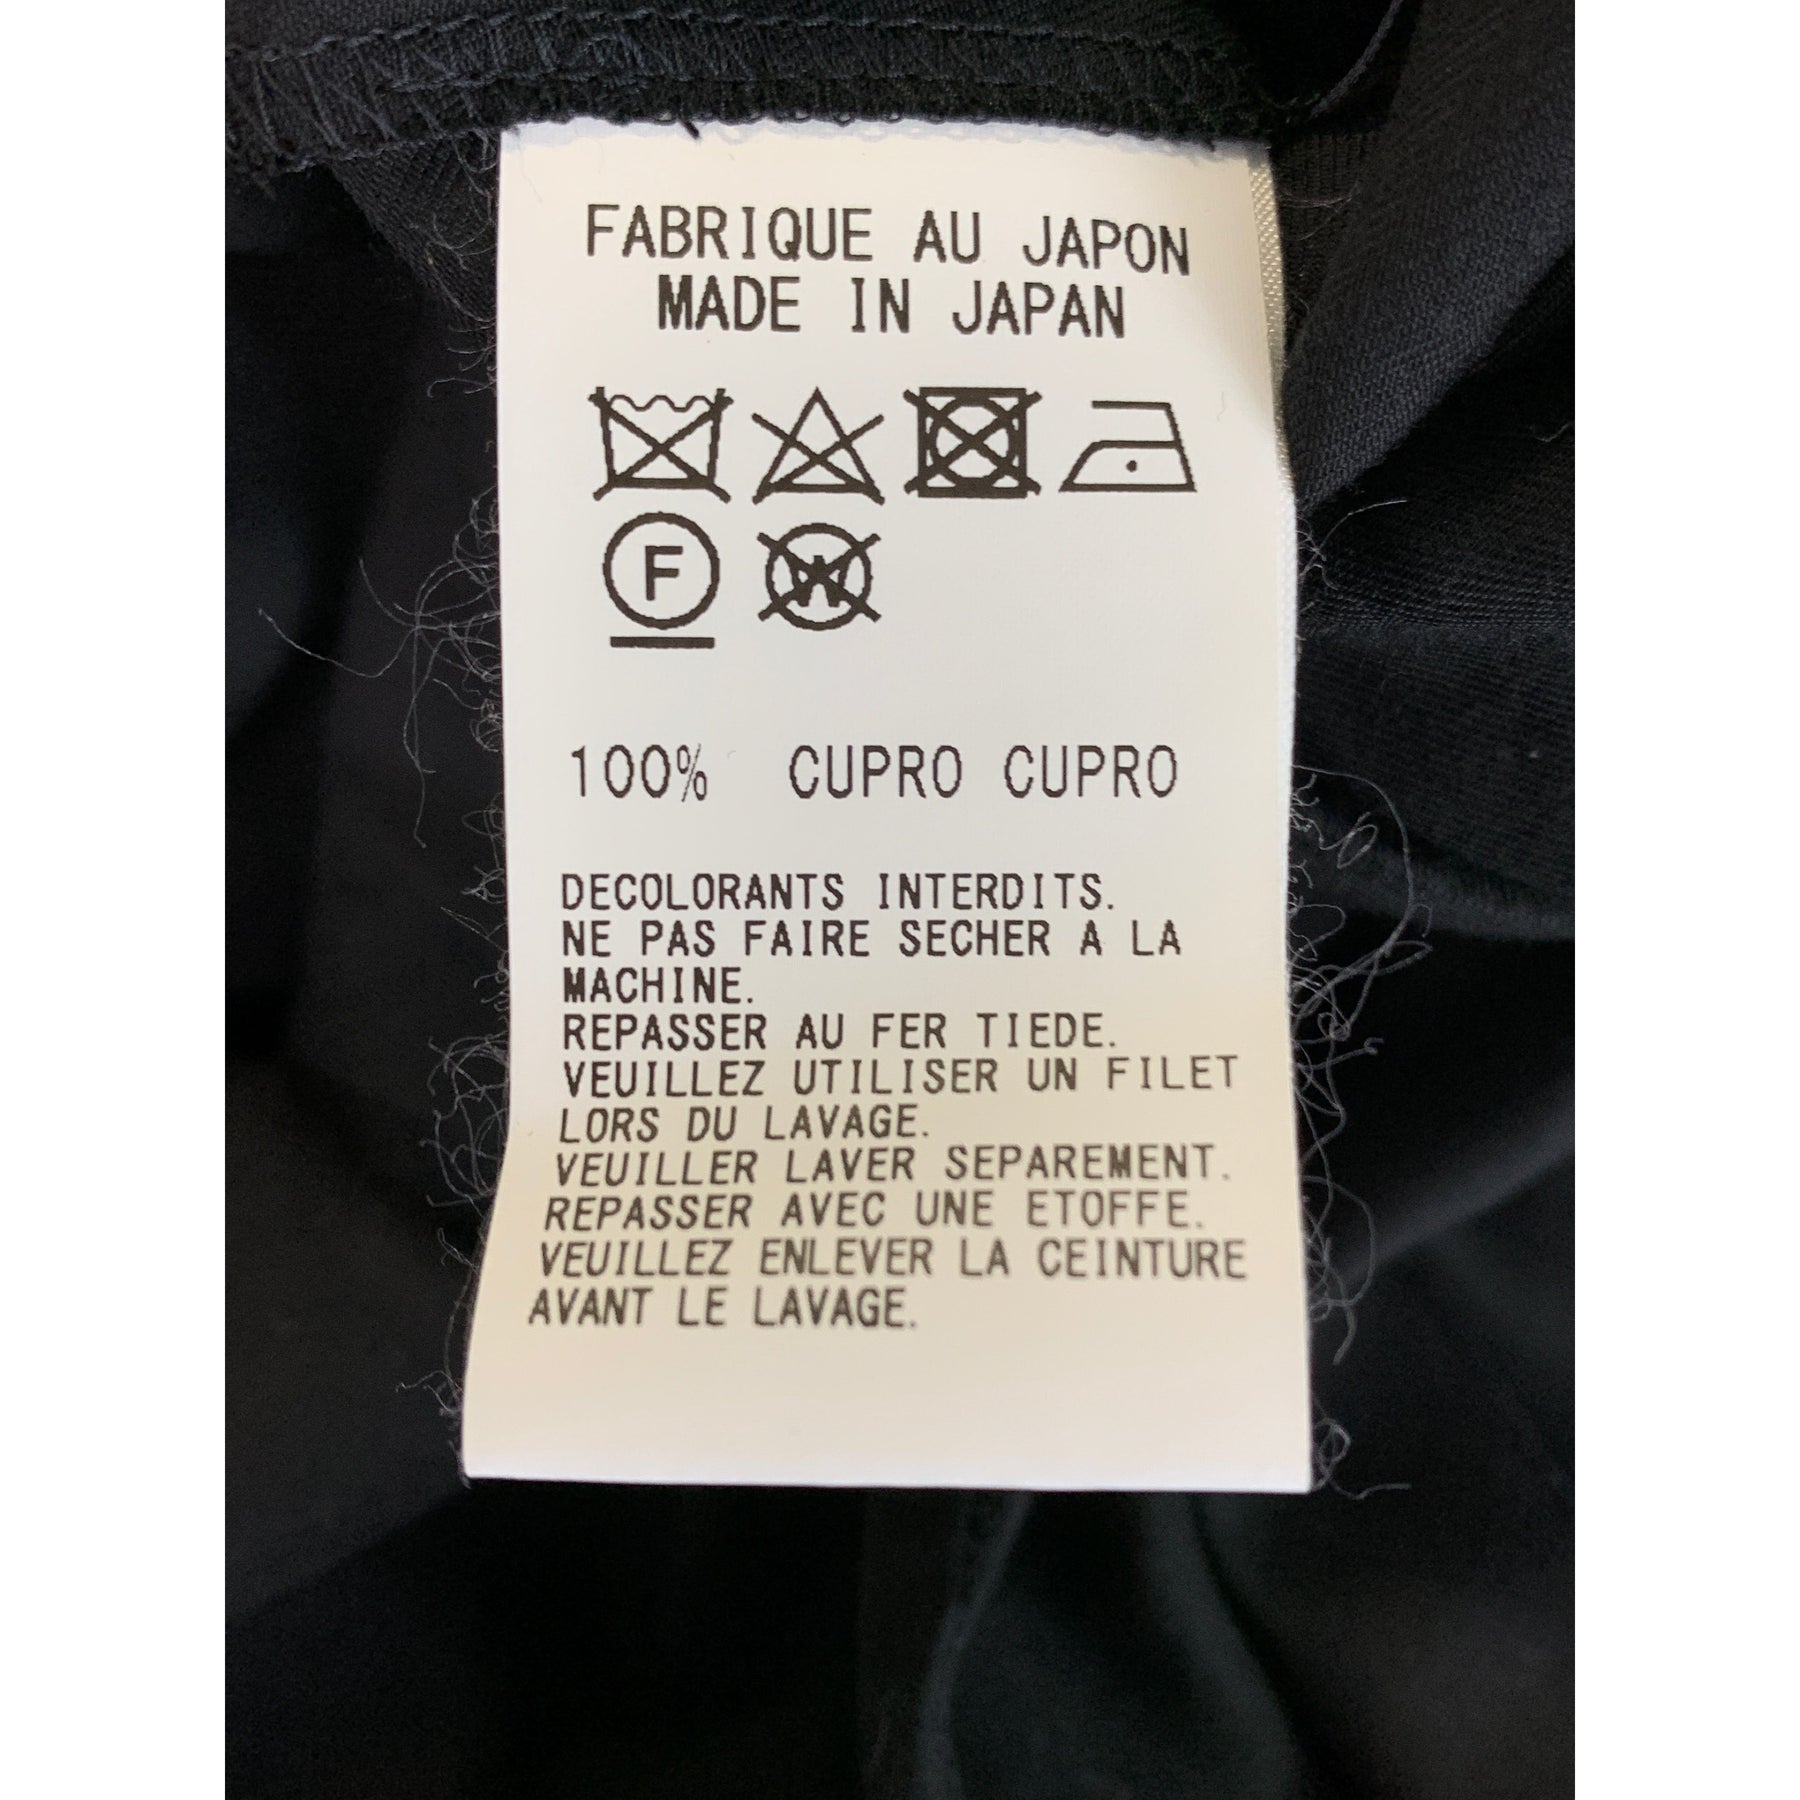 FABRIQUE AU JAPON
MADE IN JAPAN
F W
100% CUPRO CUPRO
DECOLORANTS INTERDITS.
NE PAS FAIRE SECHER A LA
MACHINE.
REPASSER AU FER TIEDE.
VEUILLEZ UTILISER UN FILET
LORS DU LAVAGE.
VEUILLER LAVER SEPAREMENT.
REPASSER AVEC UNE ETOFFE.
VEUILLEZ ENLEVER LA CEINTURE
AVANT LE LAVAGE.